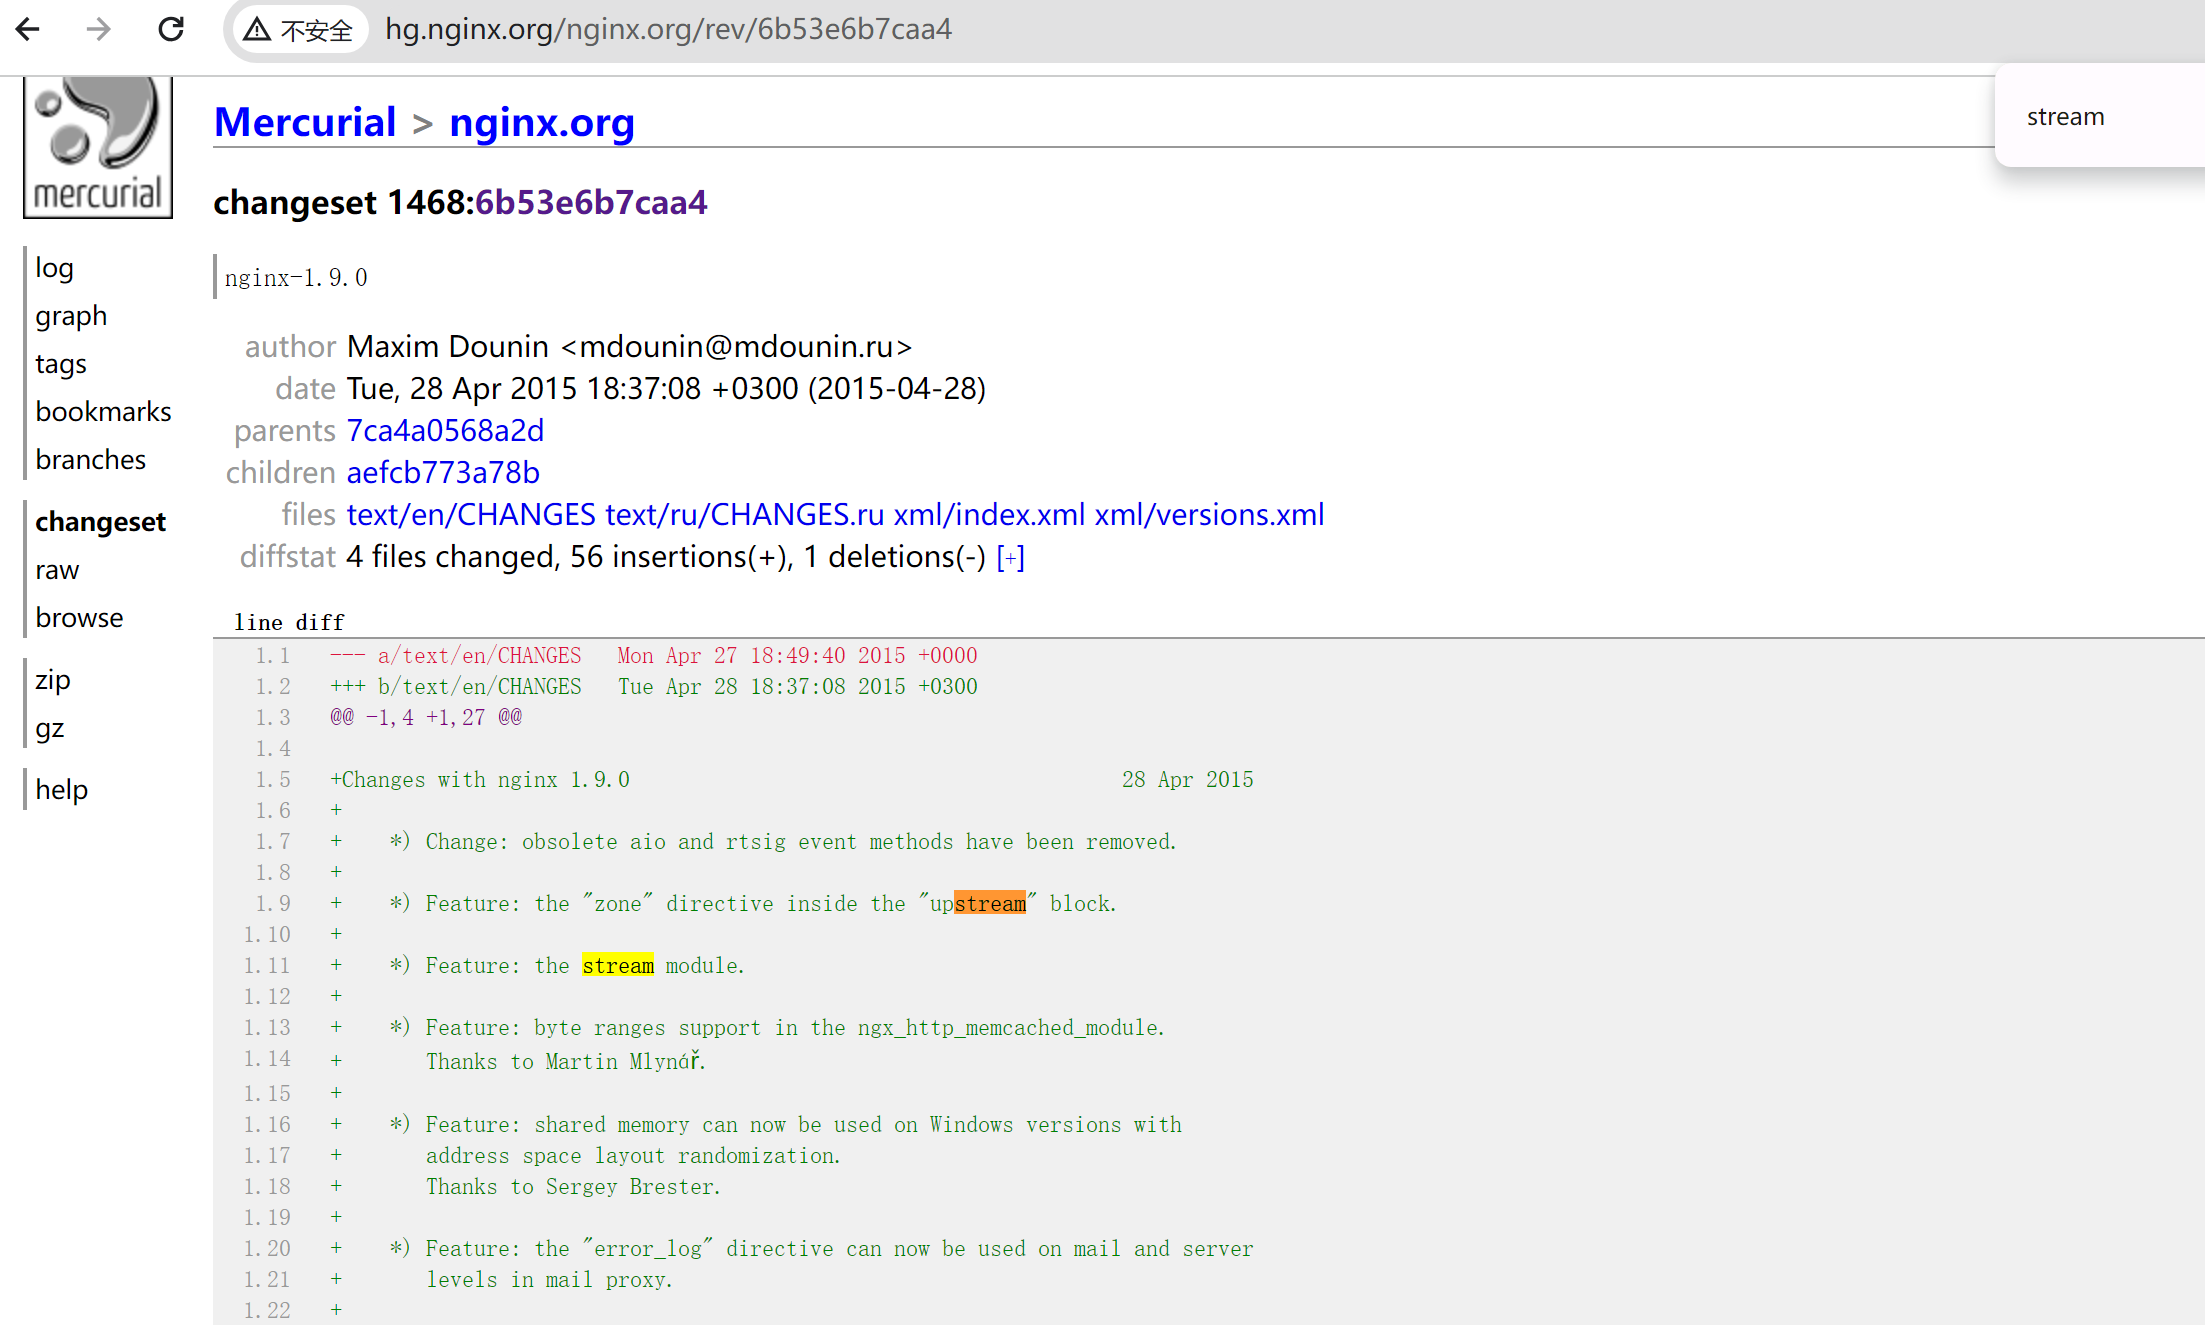 不安全 hg.nginx.org/nginx.org/rev/6b53e6b7caa4
stream
mercurial
Mercurial > nginx.org
changeset 1468:6b53e6b7caa4
nginx-1.9.0
log
graph
tags
bookmarks
branches
changeset
raw
browse
zip
gz
help
author Maxim Dounin <mdounin@mdounin.ru>
date Tue, 28 Apr 2015 18:37:08 +0300 (2015-04-28)
parents 7ca4a0568a2d
children aefcb773a78b
files text/en/CHANGES text/ru/CHANGES.ru xml/index.xml xml/versions.xml
diffstat 4 files changed, 56 insertions(+), 1 deletions(-) [+]
line diff
1.1 --- a/text/en/CHANGES Mon Apr 27 18:49:40 2015 +0000
1.2 +++ b/text/en/CHANGES Tue Apr 28 18:37:08 2015 +0300
1.3 @@ -1,4 +1,27 @@
1.4
1.5 +Changes with nginx 1.9.0 28 Apr 2015
1.6 +
1.7 + *) Change: obsolete aio and rtsig event methods have been removed.
1.8 +
1.9 + *) Feature: the "zone" directive inside the "upstream" block.
1.10 +
1.11 + *) Feature: the stream module.
1.12 +
1.13 + *) Feature: byte ranges support in the ngx_http_memcached_module.
1.14 + Thanks to Martin Mlynář.
1.15 +
1.16 + *) Feature: shared memory can now be used on Windows versions with
1.17 + address space layout randomization.
1.18 + Thanks to Sergey Brester.
1.19 +
1.20 + *) Feature: the "error_log" directive can now be used on mail and server
1.21 + levels in mail proxy.
1.22 +